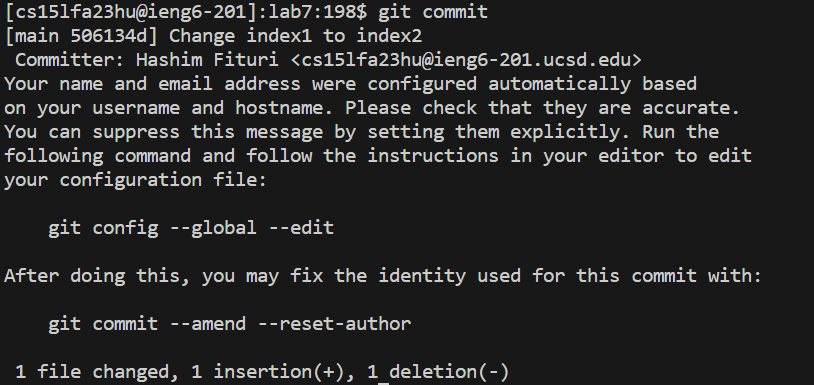 [cs15lfa23hu@ieng6-201]:lab7:198$ git commit
[main 506134d] Change index1 to index2
 Committer: Hashim Fituri <cs15lfa23hu@ieng6-201.ucsd.edu>
Your name and email address were configured automatically based
on your username and hostname. Please check that they are accurate.
You can suppress this message by setting them explicitly. Run the
following command and follow the instructions in your editor to edit
your configuration file:

    git config --global --edit

After doing this, you may fix the identity used for this commit with:

    git commit --amend --reset-author

 1 file changed, 1 insertion(+), 1 deletion(-)